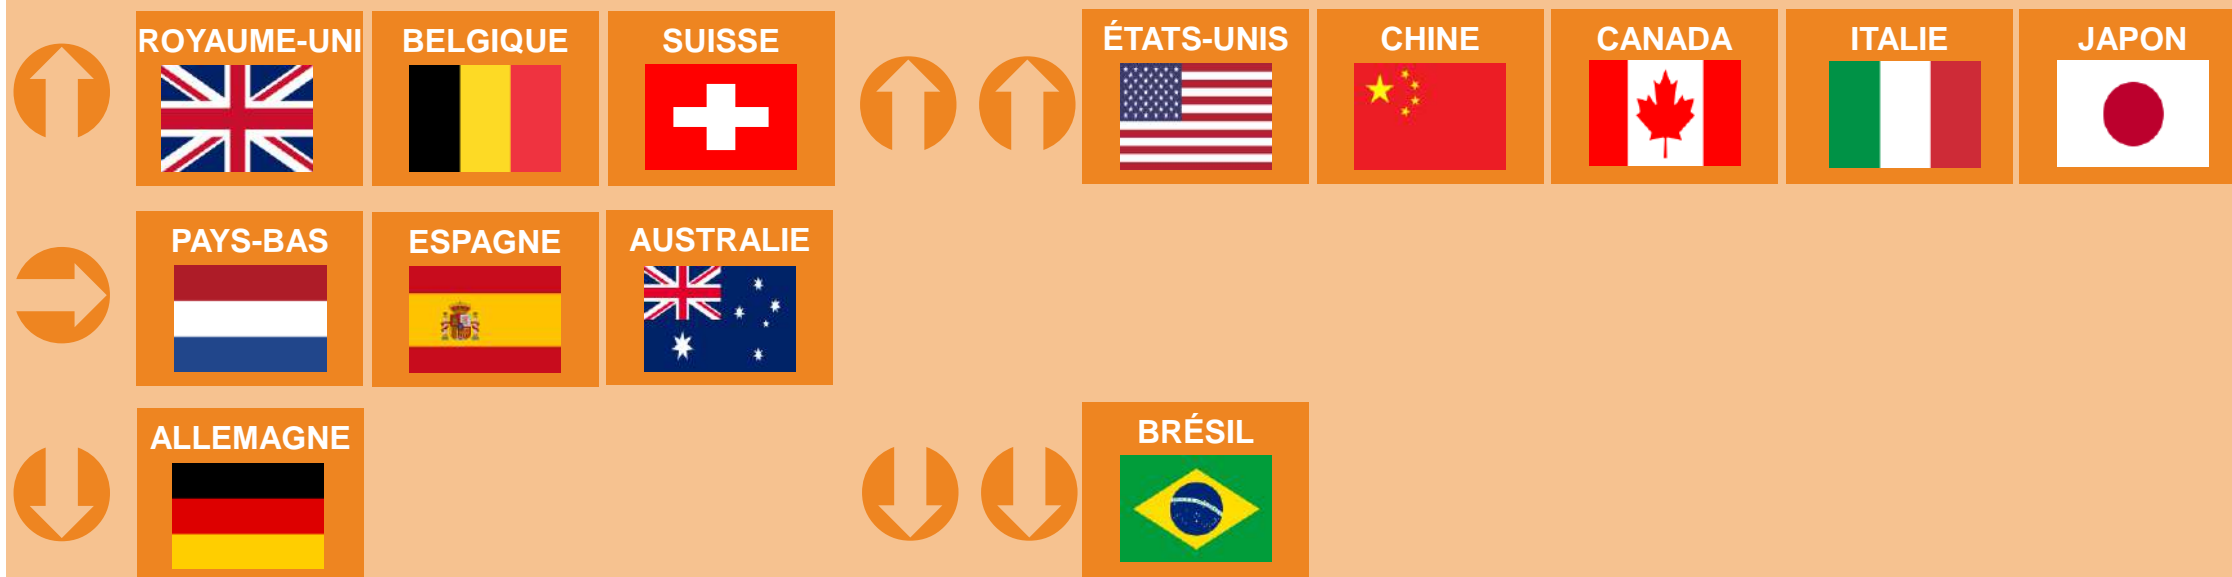 ROYAUME-UNI
BELGIQUE
SUISSE
ÉTATS-UNIS
CHINE
CANADA
ITALIE
JAPON
PAYS-BAS
ESPAGNE
AUSTRALIE
ALLEMAGNE
BRÉSIL